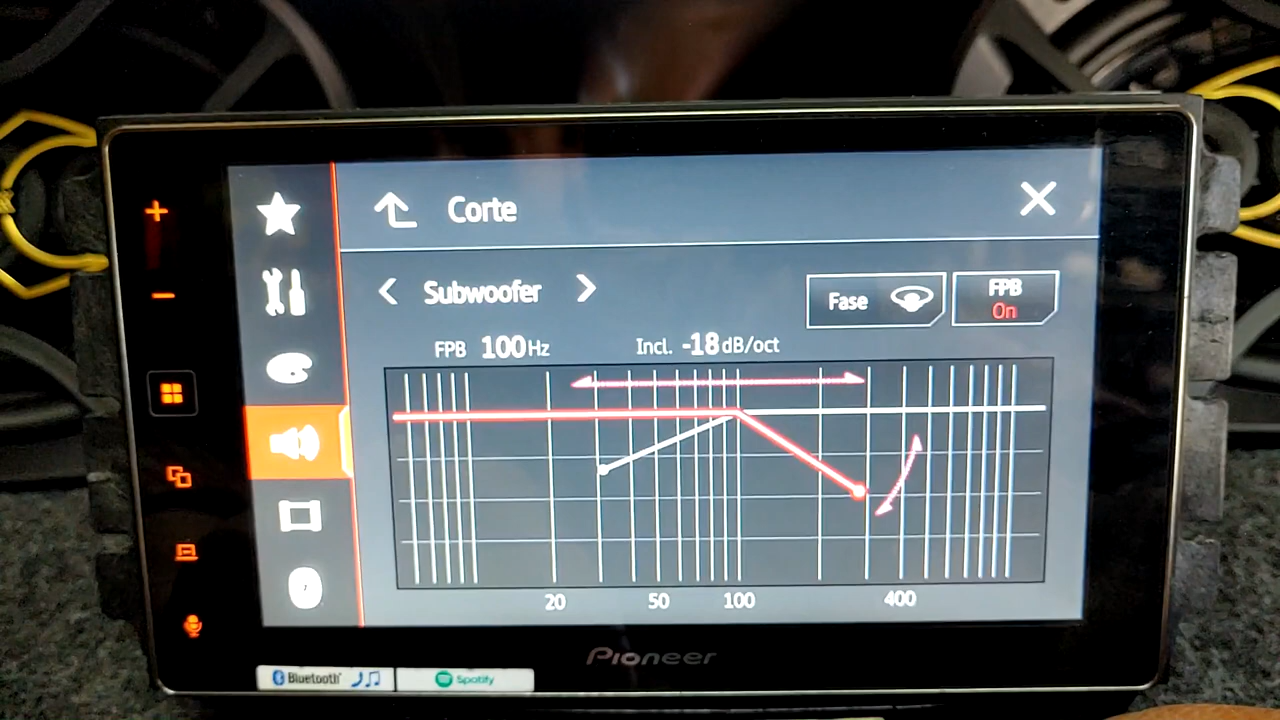 Corte
Subwoofer
Fase
FPB
On
FPB 100Hz
Incl. -18dB/oct
20 50 100 400
Pioneer
Bluetooth
Spotify